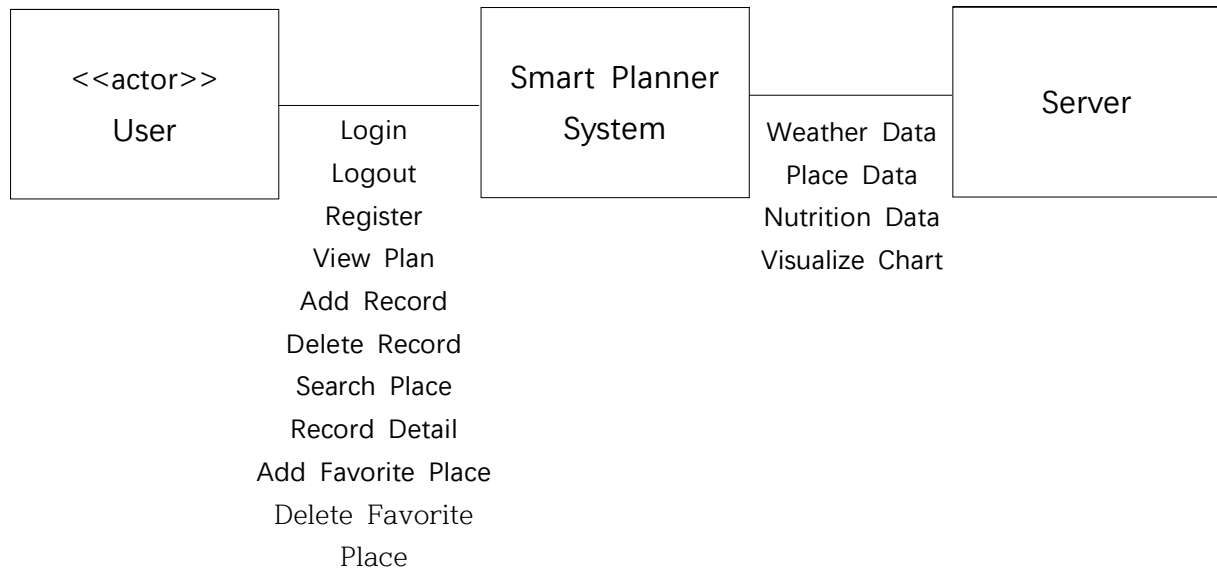 <<actor>>
User
Login
Logout
Register
View Plan
Add Record
Delete Record
Search Place
Record Detail
Add Favorite Place
Delete Favorite
Place
Smart Planner
System
Weather Data
Place Data
Nutrition Data
Visualize Chart
Server